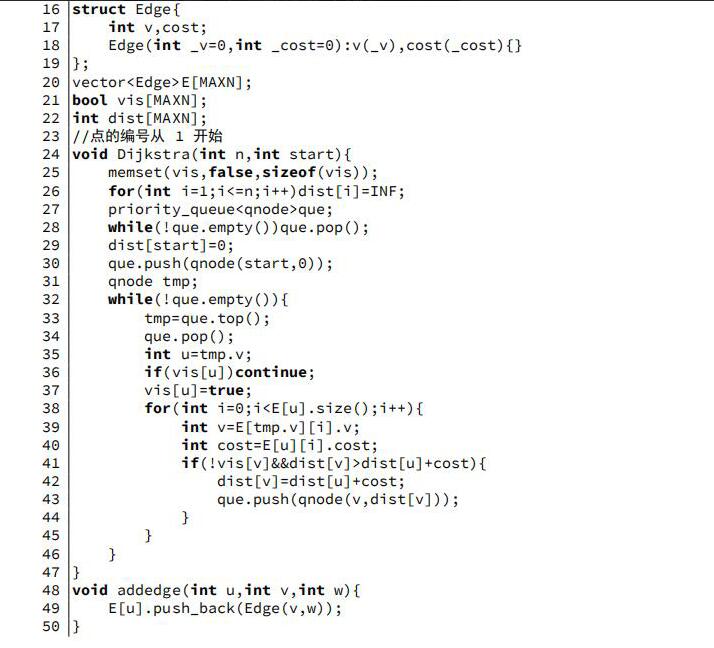 16 struct Edge{
17     int v,cost;
18     Edge(int _v=0,int _cost=0):v(_v),cost(_cost){}
19 };
20 vector<Edge>E[MAXN];
21 bool vis[MAXN];
22 int dist[MAXN];
23 //点的编号从 1 开始
24 void Dijkstra(int n,int start){
25     memset(vis,false,sizeof(vis));
26     for(int i=1;i<=n;i++)dist[i]=INF;
27     priority_queue<qnode>que;
28     while(!que.empty())que.pop();
29     dist[start]=0;
30     que.push(qnode(start,0));
31     qnode tmp;
32     while(!que.empty()){
33         tmp=que.top();
34         que.pop();
35         int u=tmp.v;
36         if(vis[u])continue;
37         vis[u]=true;
38         for(int i=0;i<E[u].size();i++){
39             int v=E[tmp.v][i].v;
40             int cost=E[u][i].cost;
41             if(!vis[v]&&dist[v]>dist[u]+cost){
42                 dist[v]=dist[u]+cost;
43                 que.push(qnode(v,dist[v]));
44             }
45         }
46     }
47 }
48 void addedge(int u,int v,int w){
49     E[u].push_back(Edge(v,w));
50 }